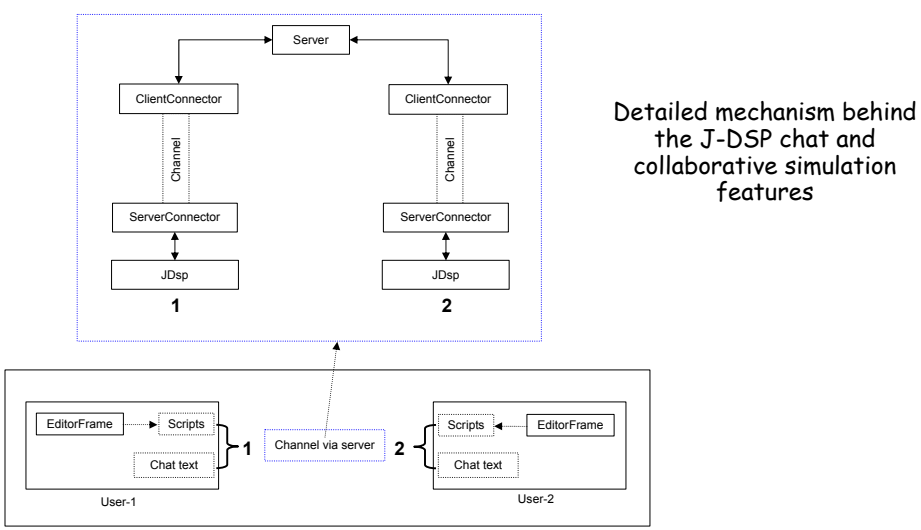 Server
ClientConnector
ClientConnector
Channel
Channel
ServerConnector
ServerConnector
JDsp
JDsp
1
2
Detailed mechanism behind
the J-DSP chat and
collaborative simulation
features
EditorFrame
Scripts
Chat text
1
User-1
Channel via server
2
Scripts
EditorFrame
Chat text
User-2